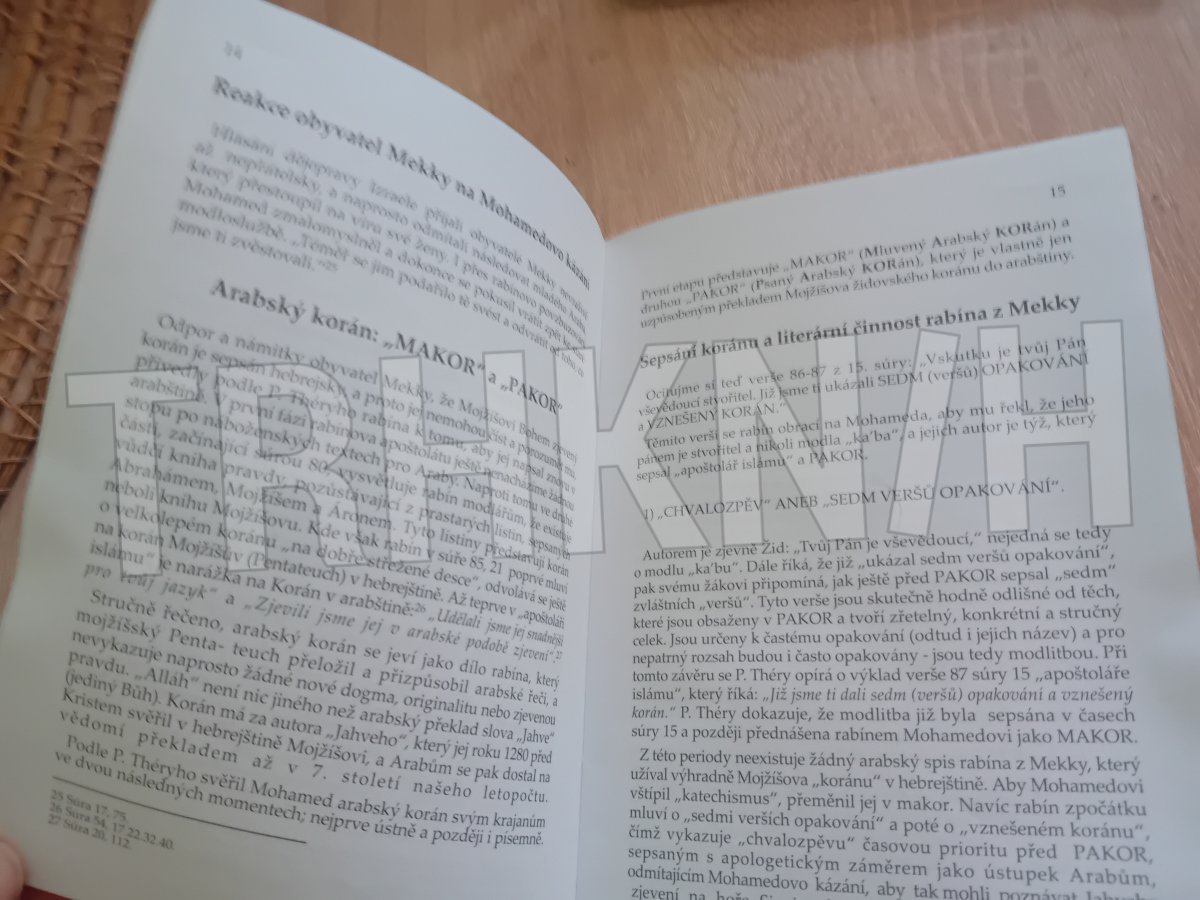 14
Reakce obyvatel Mekky na Mohamedovo kázání
Hlásání dějepravy Izraele přijali obyvatelé Mekky nevraživě
až nepřátelsky, a naprosto odmítali následovat mladého Araba,
který přestoupil na víru své ženy. I přes rabínovo povzbuzení
Mohamed zmalomyslněl a dokonce se pokusil vrátit zpět k
modloslužbě. „Téměř se jim podařilo tě svést a odvrátit od toho, co
jsme ti zvěstovali.“25
Arabský korán: „MAKOR“ a „PAKOR“
Odpor a námitky obyvatel Mekky, že Mojžíšovi Bohem zjevený
korán je sepsán hebrejsky a proto jej nemohou číst a porozumět mu
přivedly podle P. Théryho rabína k tomu, aby jej napsal znovu v
arabštině. V první fázi rabínova apoštolátu ještě nenacházíme žádnou
stopu po náboženských textech pro Araby. Naproti tomu ve druhé
části, začínající súrou 80, vysvětluje rabín modlářům, že existuje
vůdčí kniha pravdy, pozůstávající z prastarých listin, sepsaných
Abrahámem, Mojžíšem a Áronem. Tyto listiny představují korán
neboli knihu Mojžíšovu. Kde však rabín v súře 85, 21 poprvé mluví
o velkolepém koránu „na dobře střežené desce“, odvolává se ještě
na korán Mojžíšův (Pentateuch) v hebrejštině. Až teprve v „apoštoláři
islámu“ je narážka na Korán v arabštině:26 „Udělali jsme jej snadnější
pro tvůj jazyk“ a „Zjevili jsme jej v arabské podobě zjevení“.27
Stručně řečeno, arabský korán se jeví jako dílo rabína, který
mojžíšský Penta- teuch přeložil a přizpůsobil arabské řeči, a
nevykazuje naprosto žádné nové dogma, originalitu nebo zjevenou
pravdu. „Alláh“ není nic jiného než arabský překlad slova „Jahve“
(jediný Bůh). Korán má za autora „Jahveho“, který jej roku 1280 před
Kristem svěřil v hebrejštině Mojžíšovi, a Arabům se pak dostal na
vědomí překladem až v 7. století našeho letopočtu.
Podle P. Théryho svěřil Mohamed arabský korán svým krajanům
ve dvou následných momentech; nejprve ústně a později i písemně.
25 Súra 17, 75.
26 Súra 54, 17.22.32.40.
27 Súra 20, 112.
15
První etapu představuje „MAKOR“ (Mluvený Arabský KORán) a
druhou „PAKOR“ (Psaný Arabský KORán), který je vlastně jen
uzpůsobeným překladem Mojžíšova židovského koránu do arabštiny.
Sepsání koránu a literární činnost rabína z Mekky
Ocitujme si teď verše 86-87 z 15. súry: „Vskutku je tvůj Pán
vševědoucí stvořitel. Již jsme ti ukázali SEDM (veršů) OPAKOVÁNÍ
a VZNEŠENÝ KORÁN.“
Těmito verši se rabín obrací na Mohameda, aby mu řekl, že jeho
pánem je stvořitel a nikoli modla „ka‘ba“, a jejich autor je týž, který
sepsal „apoštolář islámu“ a PAKOR.
1) „CHVALOZPĚV“ ANEB „SEDM VERŠŮ OPAKOVÁNÍ“.
Autorem je zjevně Žid: „Tvůj Pán je vševědoucí,“ nejedná se tedy
o modlu „ka‘bu“. Dále říká, že již „ukázal sedm veršů opakování“,
pak svému žákovi připomíná, jak ještě před PAKOR sepsal „sedm“
zvláštních „veršů“. Tyto verše jsou skutečně hodně odlišné od těch,
které jsou obsaženy v PAKOR a tvoří zřetelný, konkrétní a stručný
celek. Jsou určeny k častému opakování (odtud i jejich název) a pro
nepatrný rozsah budou i často opakovány - jsou tedy modlitbou. Při
tomto závěru se P. Théry opírá o výklad verše 87 súry 15 „apoštoláře
islámu“, který říká: „Již jsme ti dali sedm (veršů) opakování a vznešený
korán.“ P. Théry dokazuje, že modlitba již byla sepsána v časech
súry 15 a později přednášena rabínem Mohamedovi jako MAKOR.
Z této periody neexistuje žádný arabský spis rabína z Mekky, který
užíval výhradně Mojžíšova „koránu“ v hebrejštině. Aby Mohamedovi
vštípil „katechismus“, přeměnil jej v makor. Navíc rabín zpočátku
mluví o „sedmi verších opakování“ a poté o „vznešeném koránu“,
čímž vykazuje „chvalozpěvu“ časovou prioritu před PAKOR,
sepsaným s apologetickým záměrem jako ústupek Arabům,
odmítajícím Mohamedovo kázání, aby tak mohli poznávat Jahveho
zjevení na hoře
TRHKNI/H